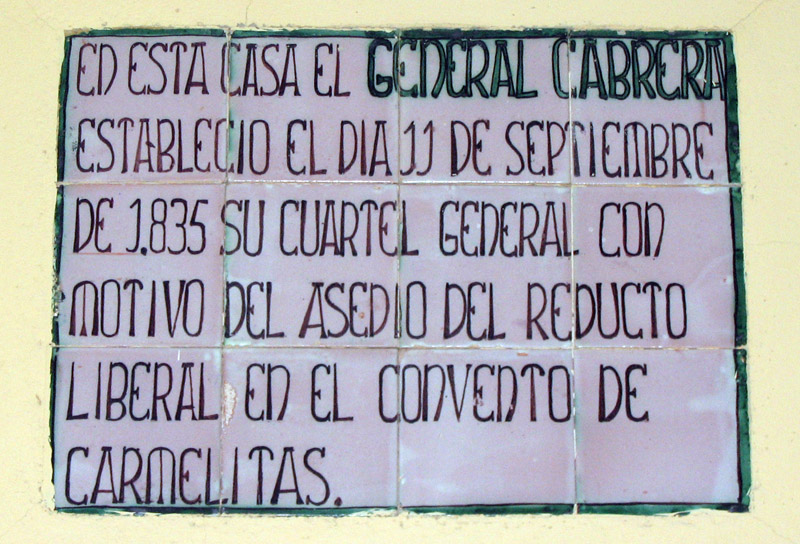 EN ESTA CASA EL GENERAL CABRERA
ESTABLECIO EL DIA 11 DE SEPTIEMBRE
DE 1.835 SU CUARTEL GENERAL CON
MOTIVO DEL ASEDIO DEL REDUCTO
LIBERAL EN EL CONVENTO DE
CARMELITAS.